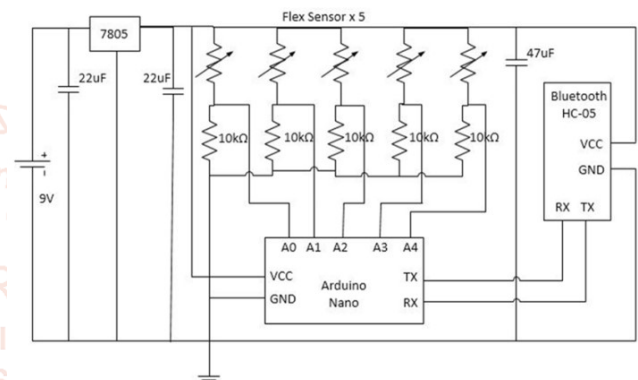 Flex Sensor x 5
7805
22uF
22uF
47uF
10kΩ
10kΩ
10kΩ
10kΩ
10kΩ
Bluetooth
HC-05
VCC
GND
RX TX
+
-
9V
A0 A1 A2 A3 A4
VCC
GND
Arduino
Nano
TX
RX